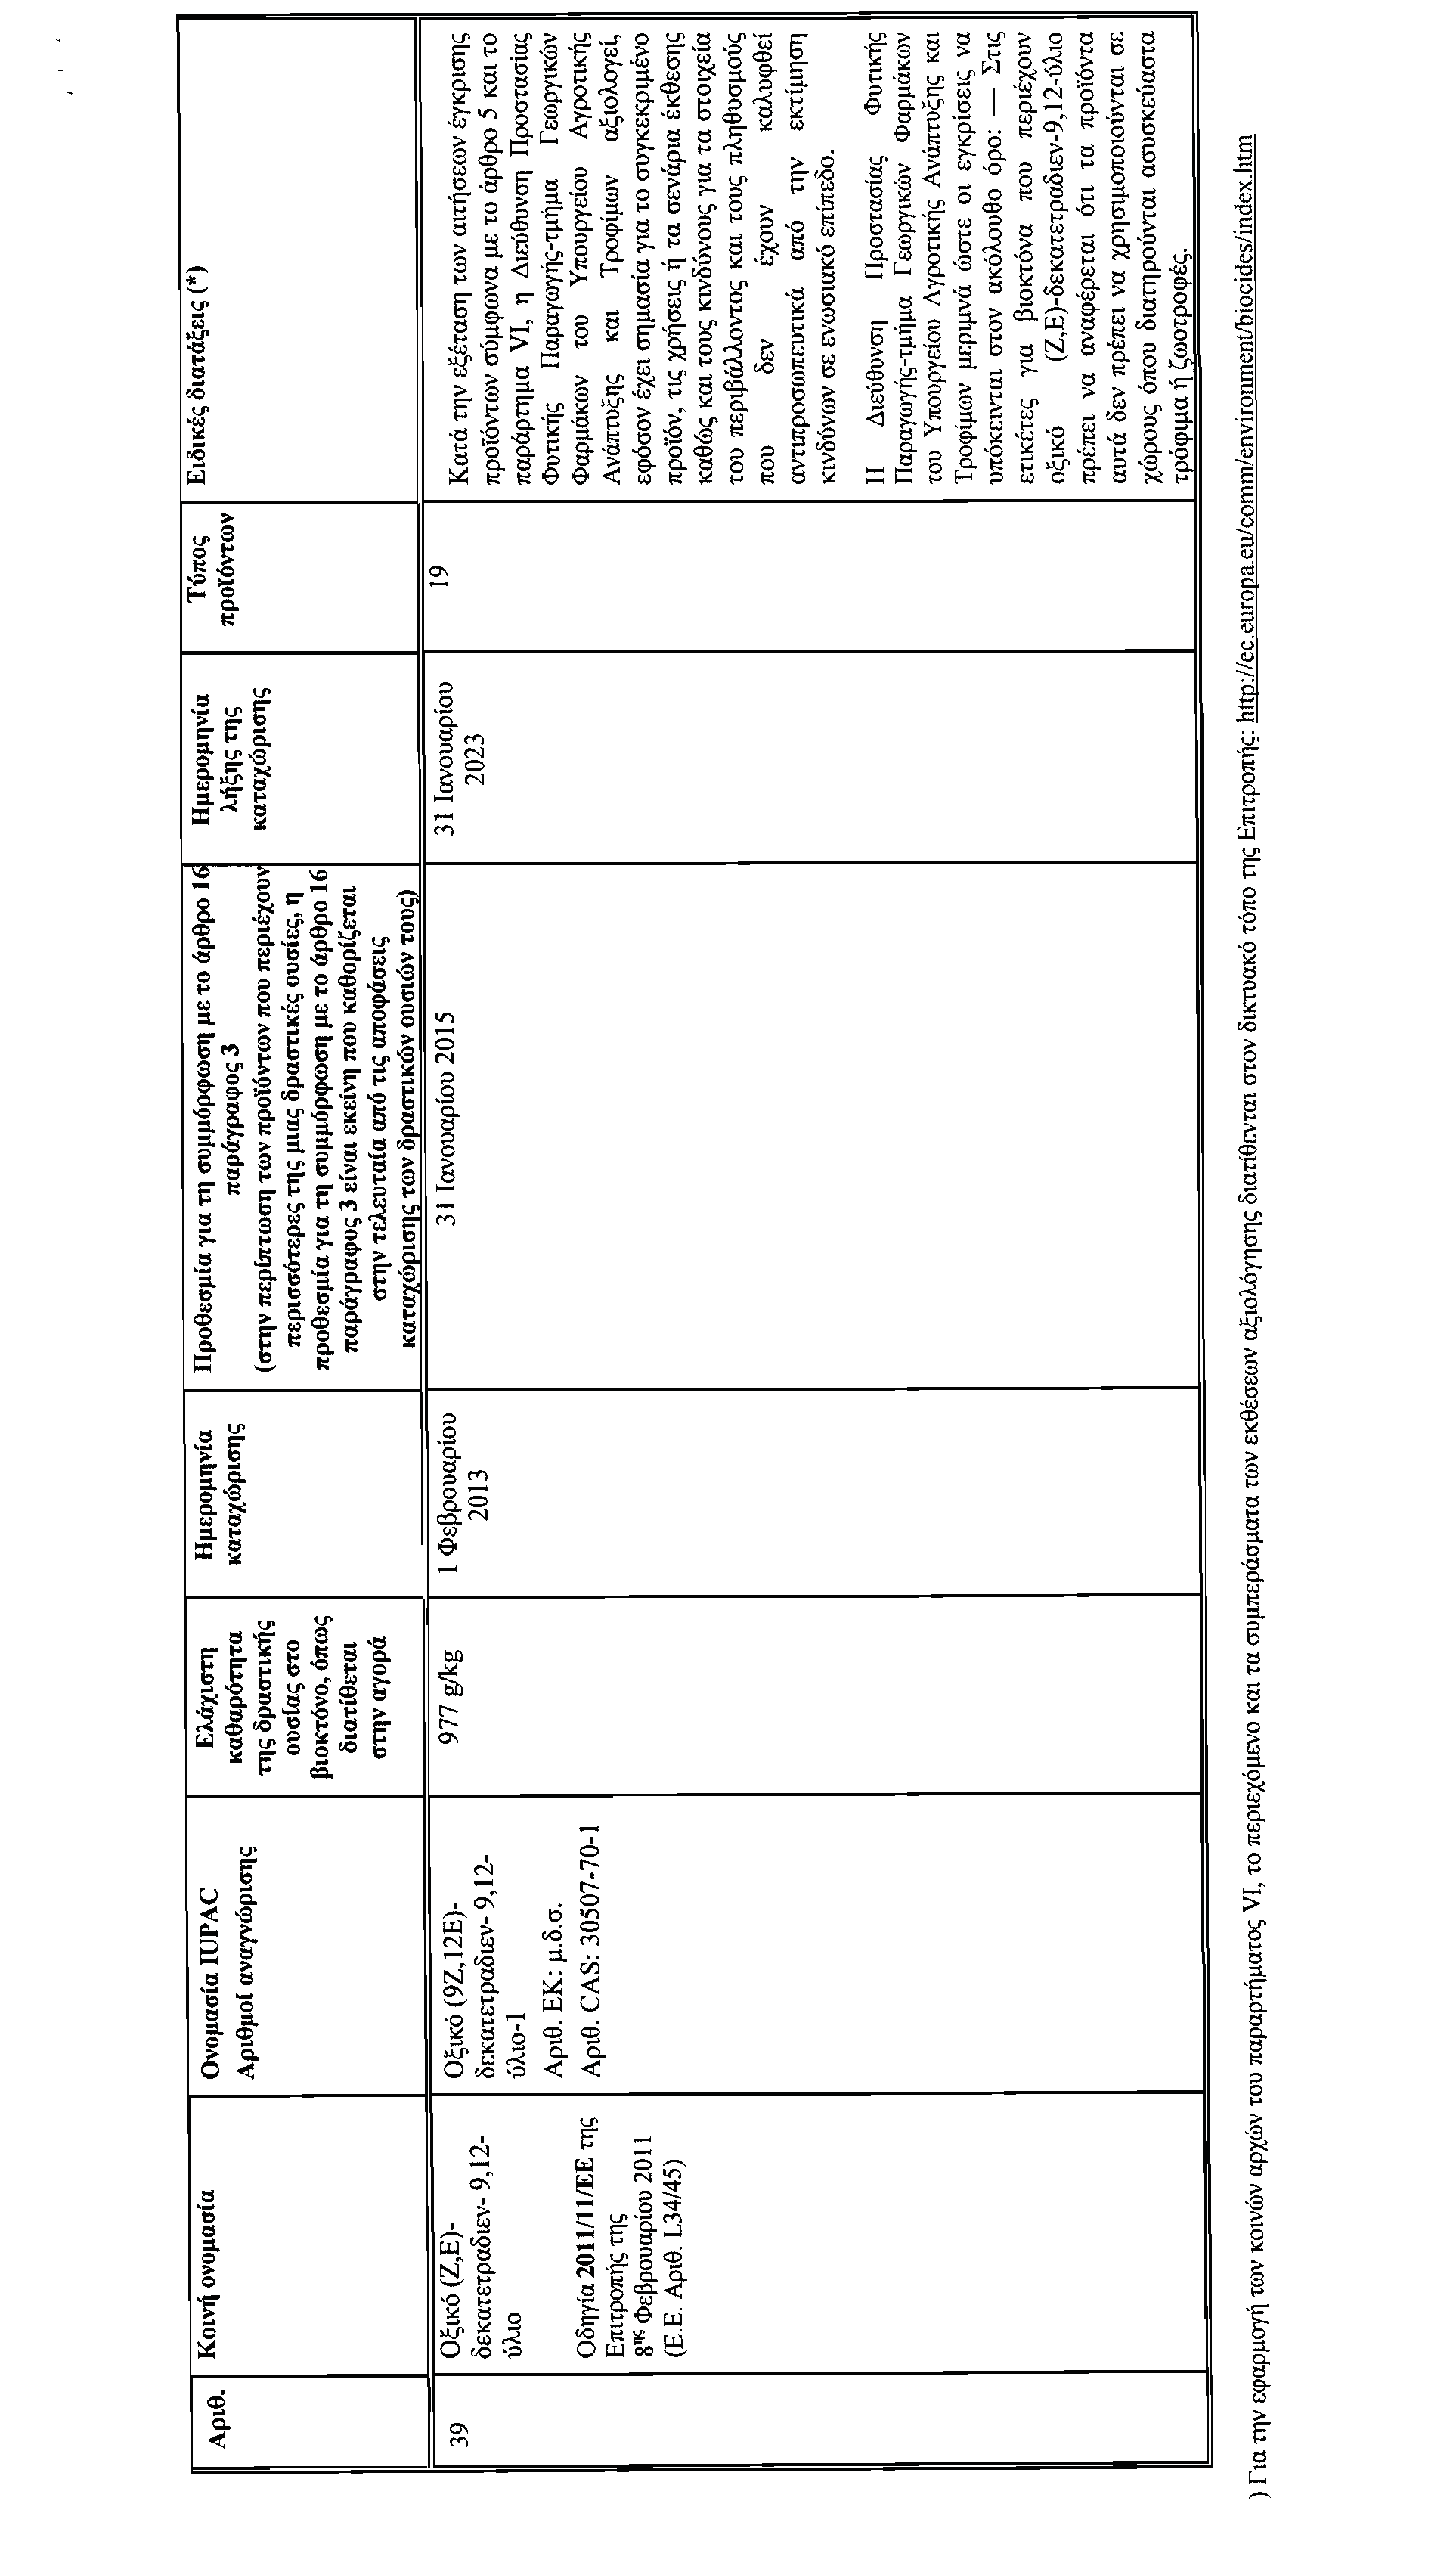 Αριθ.
Κοινή ονομασία
Ονομασία IUPAC
Αριθμοί αναγνώρισης
Ελάχιστη
καθαρότητα
της δραστικής
ουσίας στο
βιοκτόνο, όπως
διατίθεται
στην αγορά
Ημερομηνία
καταχώρισης
Προθεσμία για τη συμμόρφωση με το άρθρο 16
παράγραφος 3
(στην περίπτωση των προϊόντων που περιέχουν
περισσότερες της μιας δραστικές ουσίες, η
προθεσμία για τη συμμόρφωση με το άρθρο 16
παράγραφος 3 είναι εκείνη που καθορίζεται
στην τελευταία από τις αποφάσεις
καταχώρισης των δραστικών ουσιών τους)
Ημερομηνία
λήξης της
καταχώρισης
Τύπος
προϊόντων
Ειδικές διατάξεις (*)
39
Οξικό (Z,E)-
δεκατετραδιεν- 9,12-
ύλιο
Οδηγία 2011/11/ΕΕ της
Επιτροπής της
8ης Φεβρουαρίου 2011
(Ε.Ε. Αριθ. L34/45)
Οξικό (9Z,12E)-
δεκατετραδιεν- 9,12-
ύλιο-1
Αριθ. ΕΚ: μ.δ.σ.
Αριθ. CAS: 30507-70-1
977 g/kg
1 Φεβρουαρίου
2013
31 Ιανουαρίου 2015
31 Ιανουαρίου
2023
19
Κατά την εξέταση των αιτήσεων έγκρισης
προϊόντων σύμφωνα με το άρθρο 5 και το
παράρτημα VI, η Διεύθυνση Προστασίας
Φυτικής Παραγωγής-τμήμα Γεωργικών
Φαρμάκων του Υπουργείου Αγροτικής
Ανάπτυξης και Τροφίμων αξιολογεί,
εφόσον έχει σημασία για το συγκεκριμένο
προϊόν, τις χρήσεις ή τα σενάρια έκθεσης
καθώς και τους κινδύνους για τα στοιχεία
του περιβάλλοντος και τους πληθυσμούς
που δεν έχουν καλυφθεί
αντιπροσωπευτικά από την εκτίμηση
κινδύνων σε ενωσιακό επίπεδο.
Η Διεύθυνση Προστασίας Φυτικής
Παραγωγής-τμήμα Γεωργικών Φαρμάκων
του Υπουργείου Αγροτικής Ανάπτυξης και
Τροφίμων μεριμνά ώστε οι εγκρίσεις να
υπόκεινται στον ακόλουθο όρο: — Στις
ετικέτες για βιοκτόνα που περιέχουν
οξικό (Z,E)-δεκατετραδιεν-9,12-ύλιο
πρέπει να αναφέρεται ότι τα προϊόντα
αυτά δεν πρέπει να χρησιμοποιούνται σε
χώρους όπου διατηρούνται ασυσκεύαστα
τρόφιμα ή ζωοτροφές.
) Για την εφαρμογή των κοινών αρχών του παραρτήματος VI, το περιεχόμενο και τα συμπεράσματα των εκθέσεων αξιολόγησης διατίθενται στον δικτυακό τόπο της Επιτροπής: http://ec.europa.eu/comm/environment/biocides/index.htm